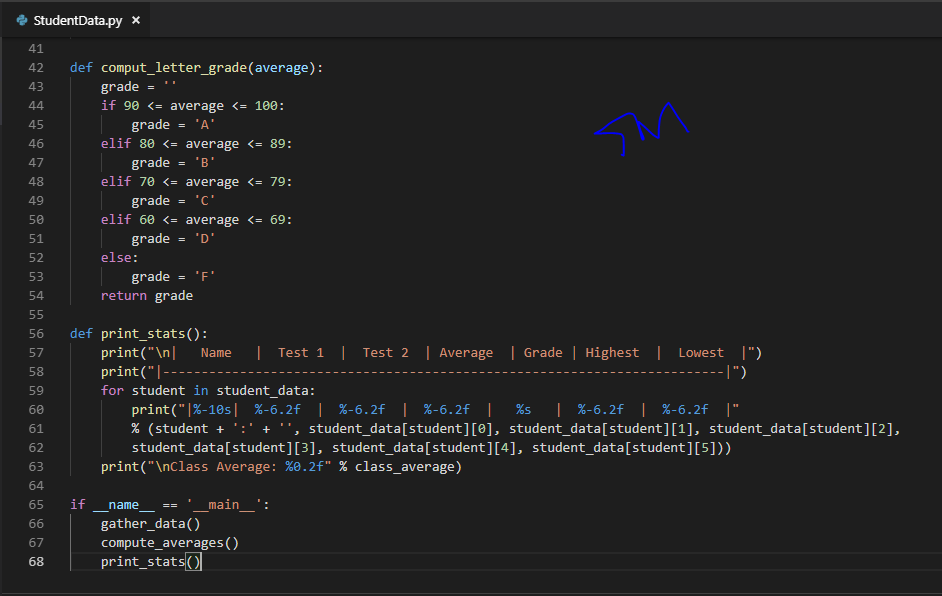 StudentData.py ×
41
42 def comput_letter_grade(average):
43     grade = ''
44     if 90 <= average <= 100:
45         grade = 'A'
46     elif 80 <= average <= 89:
47         grade = 'B'
48     elif 70 <= average <= 79:
49         grade = 'C'
50     elif 60 <= average <= 69:
51         grade = 'D'
52     else:
53         grade = 'F'
54     return grade
55
56 def print_stats():
57     print("\n|   Name   |  Test 1  |  Test 2  | Average  | Grade | Highest  |  Lowest  |")
58     print("|-------------------------------------------------------------------------|")
59     for student in student_data:
60         print("|%-10s|  %-6.2f  |  %-6.2f  |  %-6.2f  |   %s   |  %-6.2f  |  %-6.2f  |"
61         % (student + ':' + '', student_data[student][0], student_data[student][1], student_data[student][2],
62         student_data[student][3], student_data[student][4], student_data[student][5]))
63     print("\nClass Average: %0.2f" % class_average)
64
65 if __name__ == '__main__':
66     gather_data()
67     compute_averages()
68     print_stats()